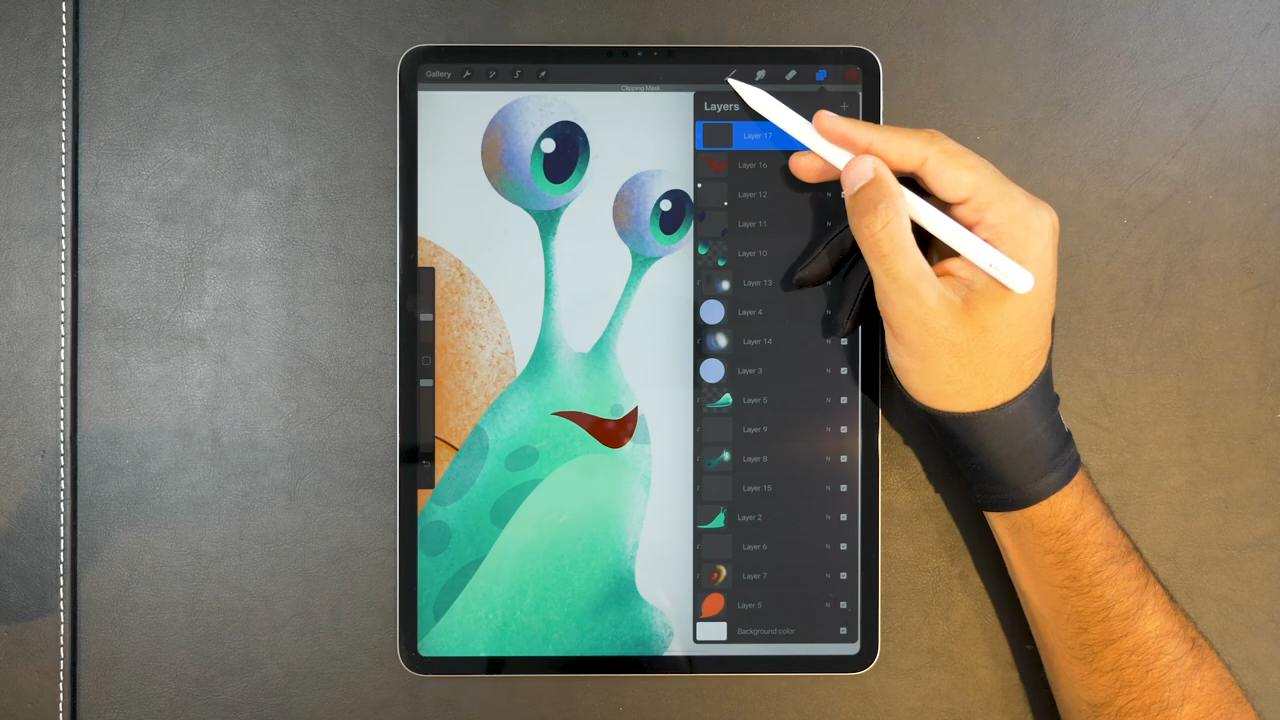 Gallery
Clipping Mask
Layers
Layer 17
Layer 16
Layer 12 N
Layer 11 N
Layer 10
Layer 13
Layer 4 N
Layer 14
Layer 3 N
Layer 5 N
Layer 9 N
Layer 8 N
Layer 15 N
Layer 2 N
Layer 6 N
Layer 7 N
Layer 5 N
Background color